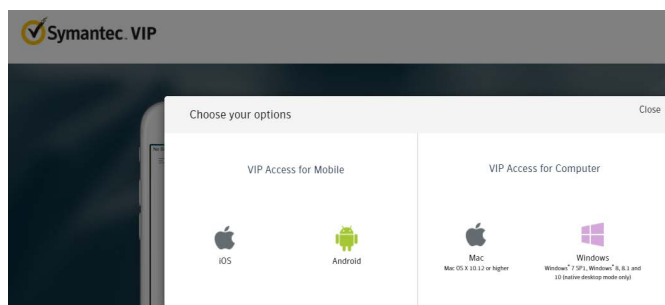 Symantec. VIP
Choose your options
Close
VIP Access for Mobile
VIP Access for Computer
iOS
Android
Mac
Mac OS X 10.12 or higher
Windows
Windows® 7 SP1, Windows® 8, 8.1 and
10 (native desktop mode only)